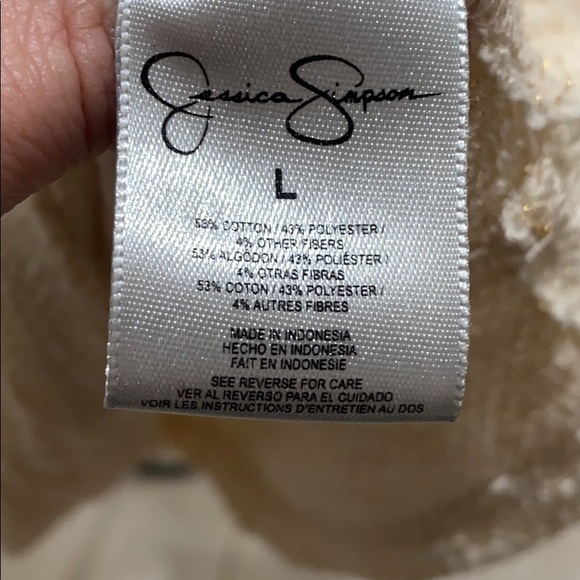 Jessica Simpson
L
53% COTTON / 43% POLYESTER /
4% OTHER FIBERS
53% ALGODON / 43% POLIÉSTER
4% OTRAS FIBRAS
53% COTON / 43% POLYESTER /
4% AUTRES FIBRES
MADE IN INDONESIA
HECHO EN INDONESIA
FAIT EN INDONESIE
SEE REVERSE FOR CARE
VER AL REVERSO PARA EL CUIDADO
VOIR LES INSTRUCTIONS D'ENTRETIEN AU DOS